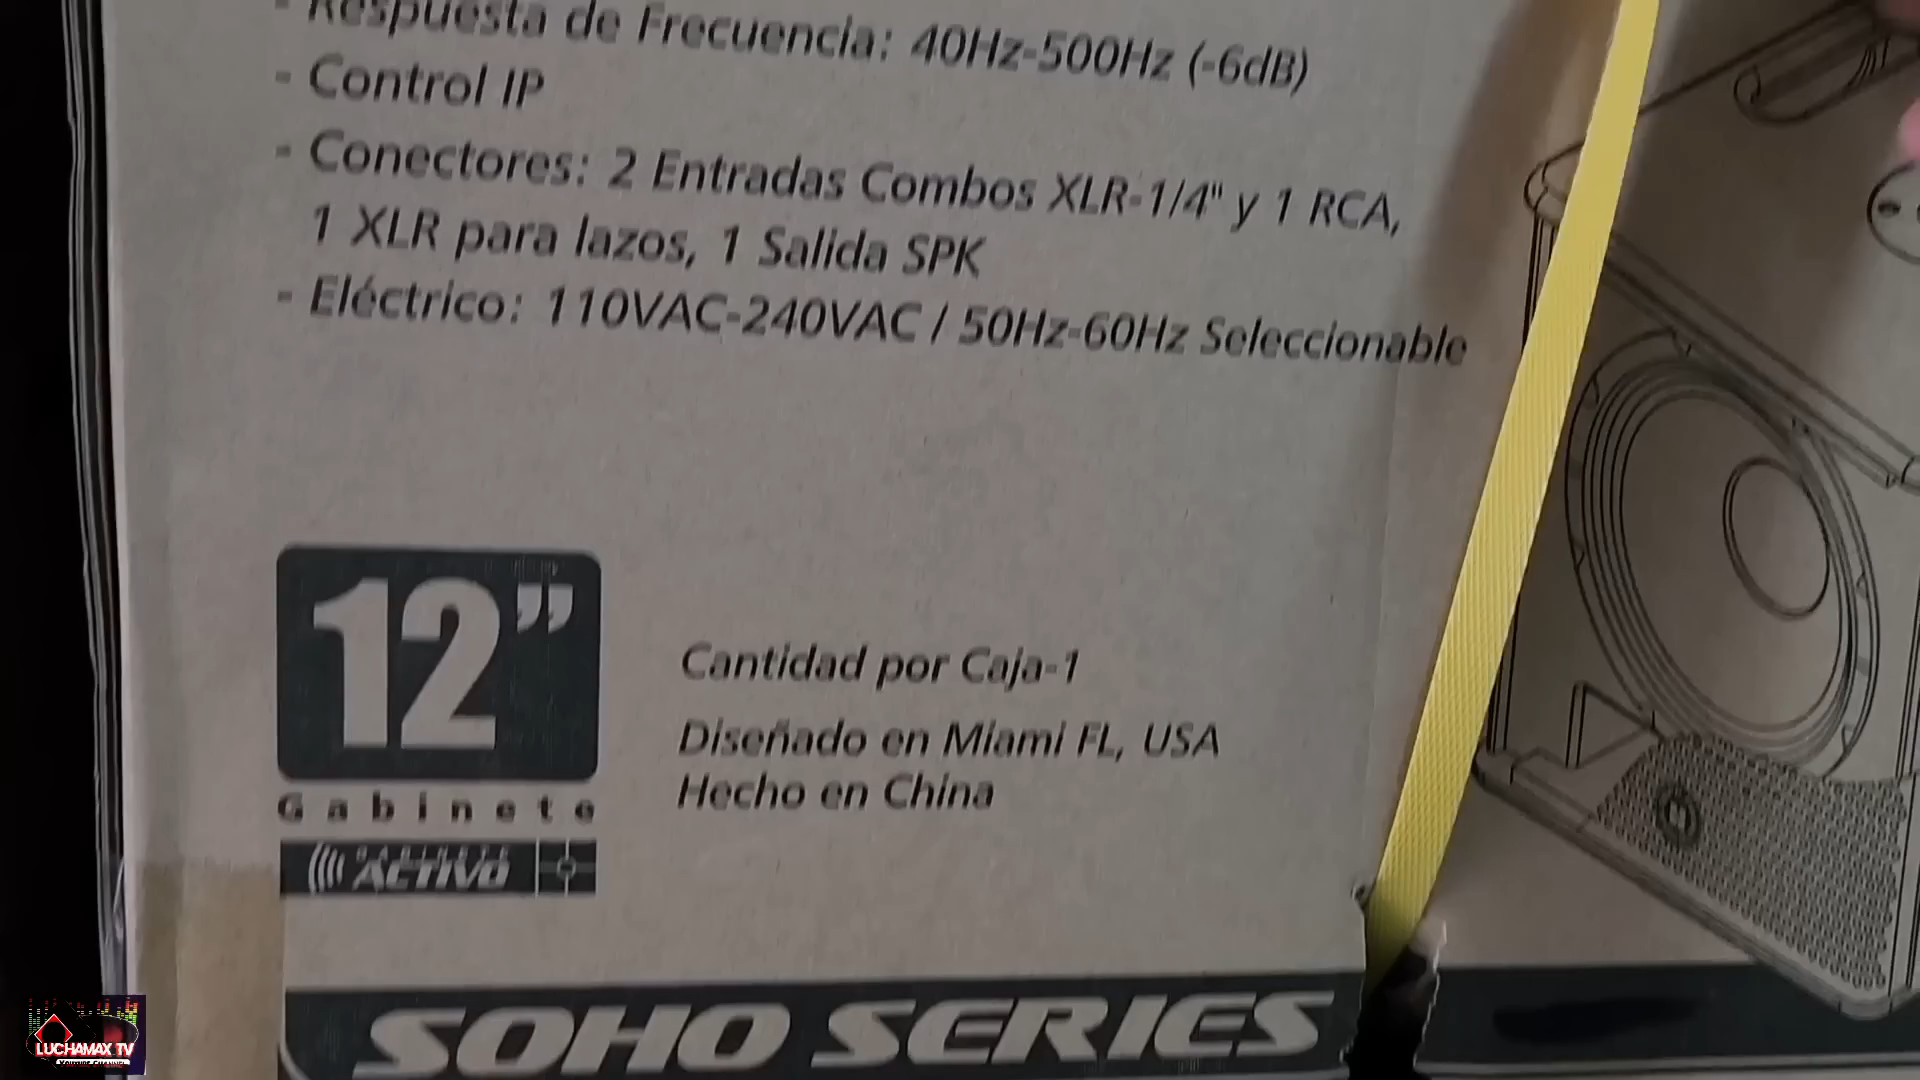 - Respuesta de Frecuencia: 40Hz-500Hz (-6dB)
- Control IP
- Conectores: 2 Entradas Combos XLR-1/4" y 1 RCA,
1 XLR para lazos, 1 Salida SPK
- Eléctrico: 110VAC-240VAC / 50Hz-60Hz Seleccionable
12”
Gabinete
ACTIVO
Cantidad por Caja-1
Diseñado en Miami FL, USA
Hecho en China
SOHO SERIES
LUCHAMAX TV
YOUTUBE CHANNEL